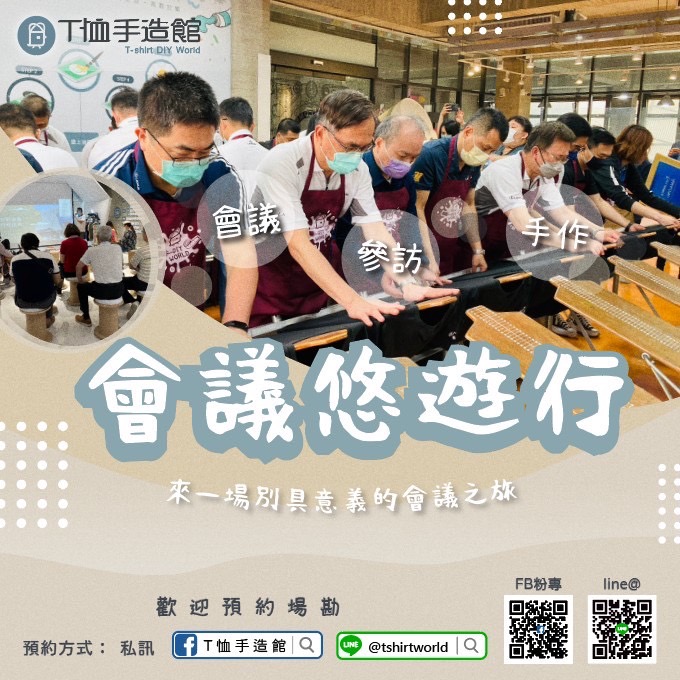 T恤手造館
T-shirt DIY World
會議
參訪
手作
會議悠遊行
來一場別具意義的會議之旅
歡迎預約場勘
FB粉專
line@
預約方式： 私訊
T恤手造館
LINE
@tshirtworld